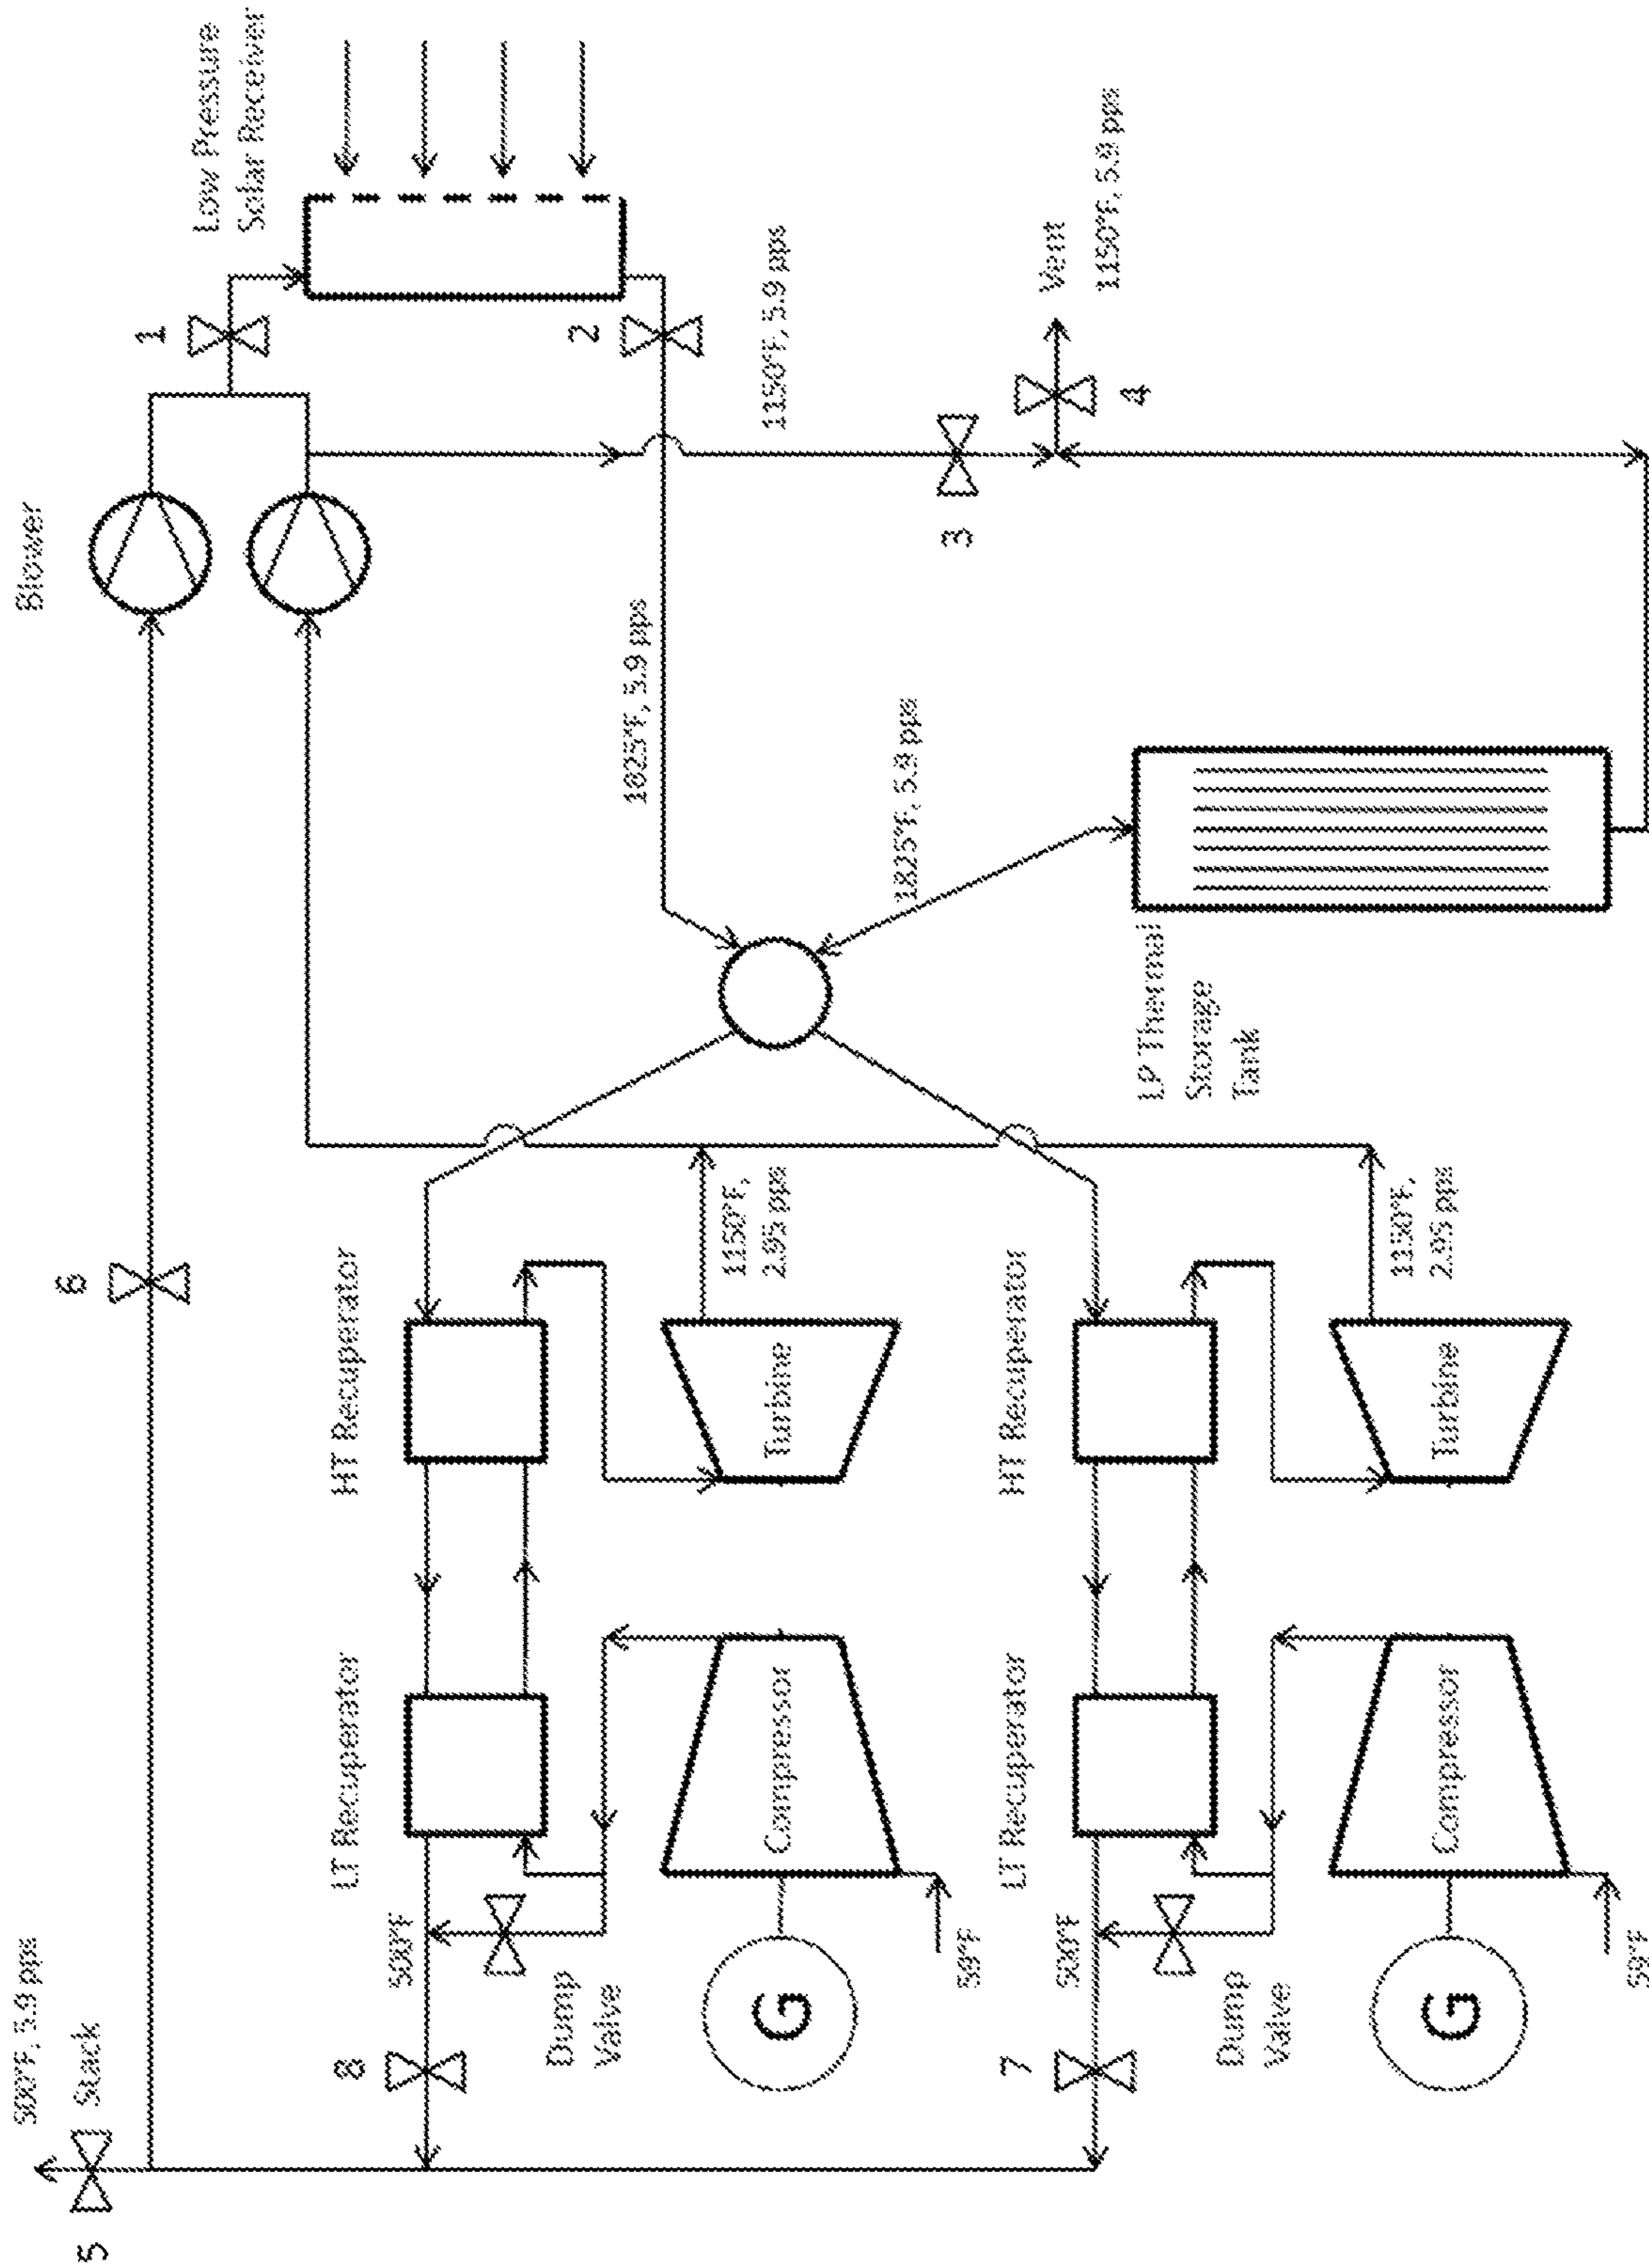 5
500°F, 5.9 pps
Stack
6
Blower
1
Low Pressure
Solar Receiver
8
500°F
LT Recuperator
HT Recuperator
2
Dump
Valve
1825°F, 5.9 pps
1150°F, 5.9 pps
G
Compressor
Turbine
1150°F,
2.95 pps
1825°F, 5.9 pps
3
4
Vent
1150°F, 5.9 pps
59°F
7
500°F
LT Recuperator
HT Recuperator
LP Thermal
Storage
Tank
Dump
Valve
G
Compressor
Turbine
1150°F,
2.95 pps
59°F